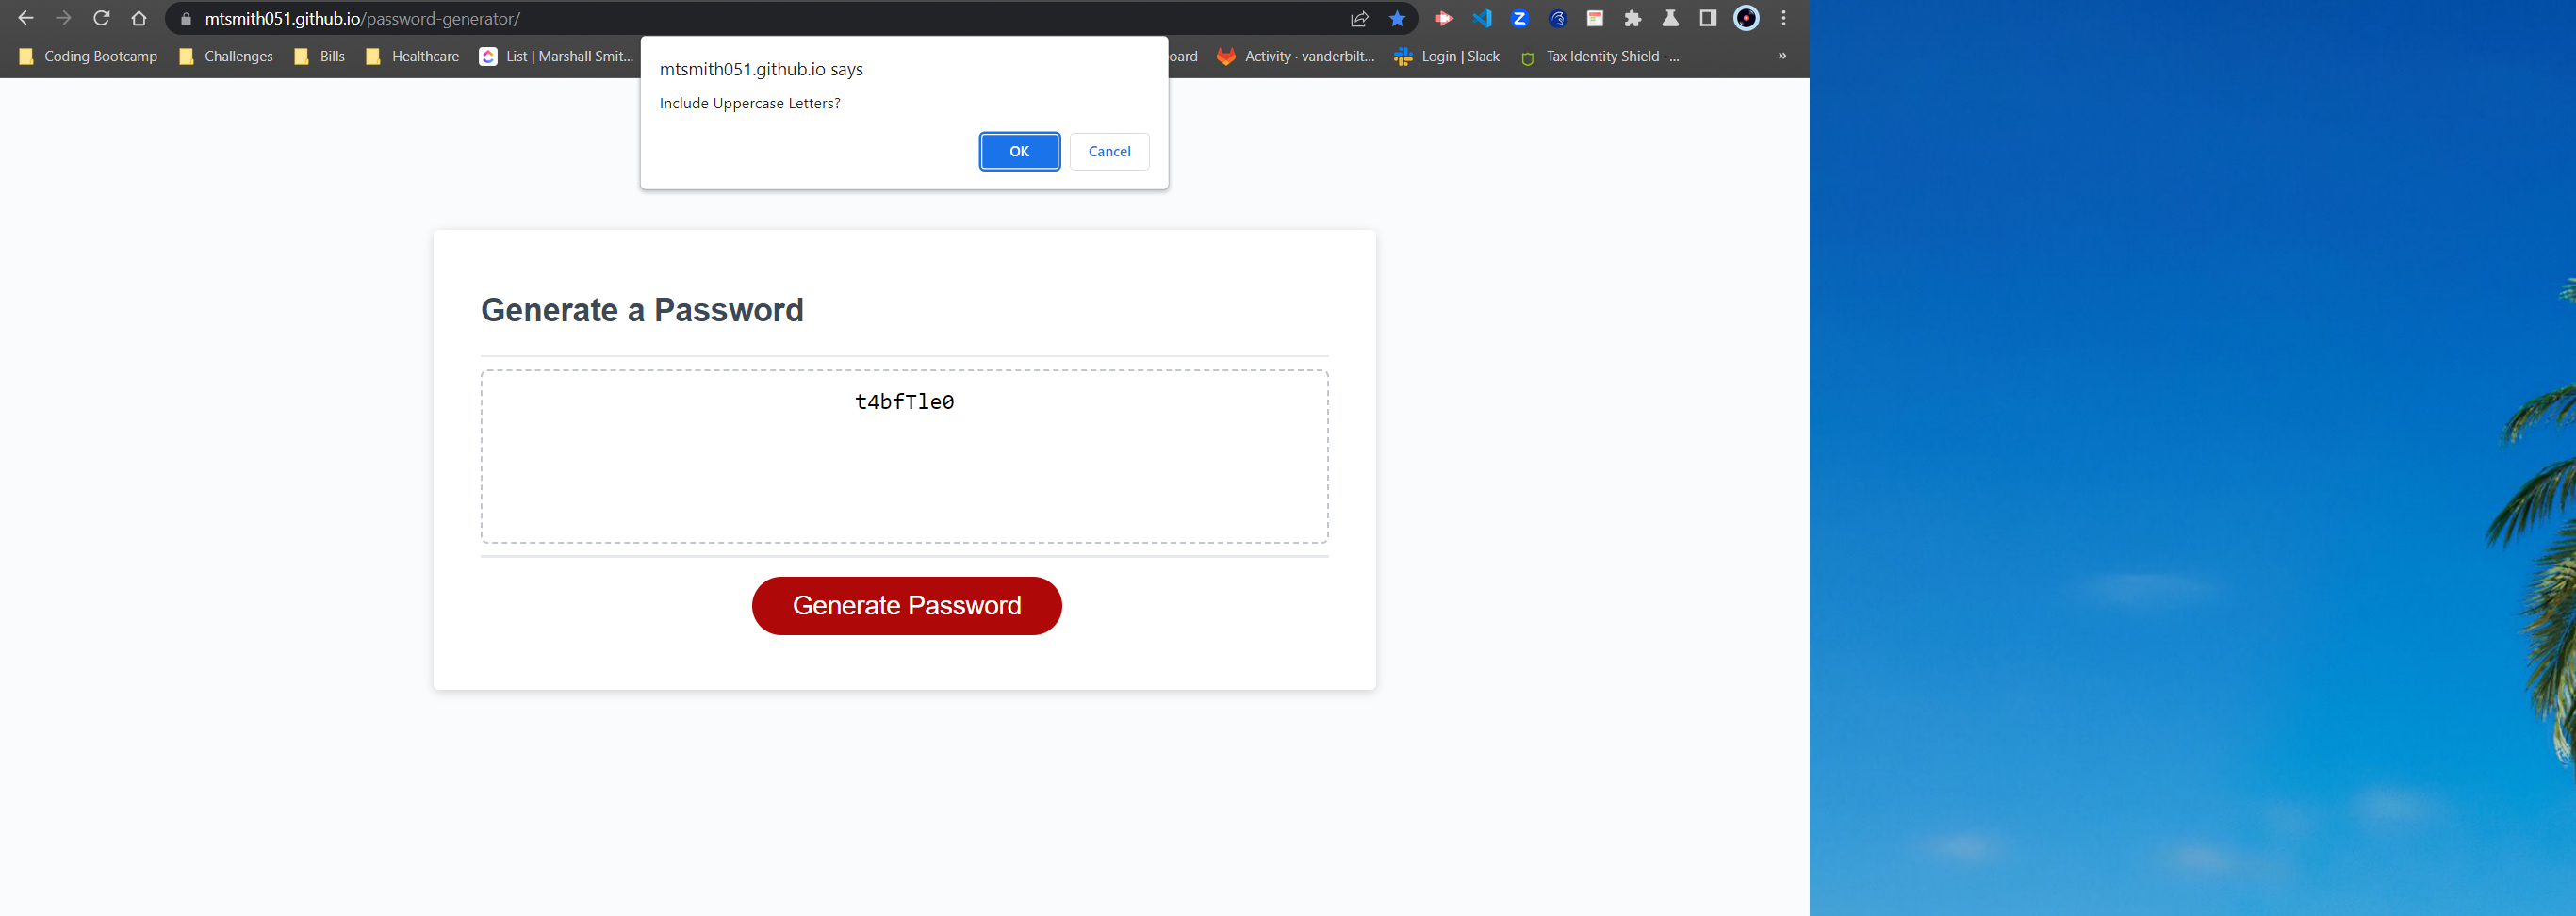 mtsmith051.github.io/password-generator/
Coding Bootcamp Challenges Bills Healthcare List | Marshall Smit... oard Activity · vanderbilt... Login | Slack Tax Identity Shield -... »
mtsmith051.github.io says
Include Uppercase Letters?
OK Cancel
Generate a Password
t4bfTle0
Generate Password